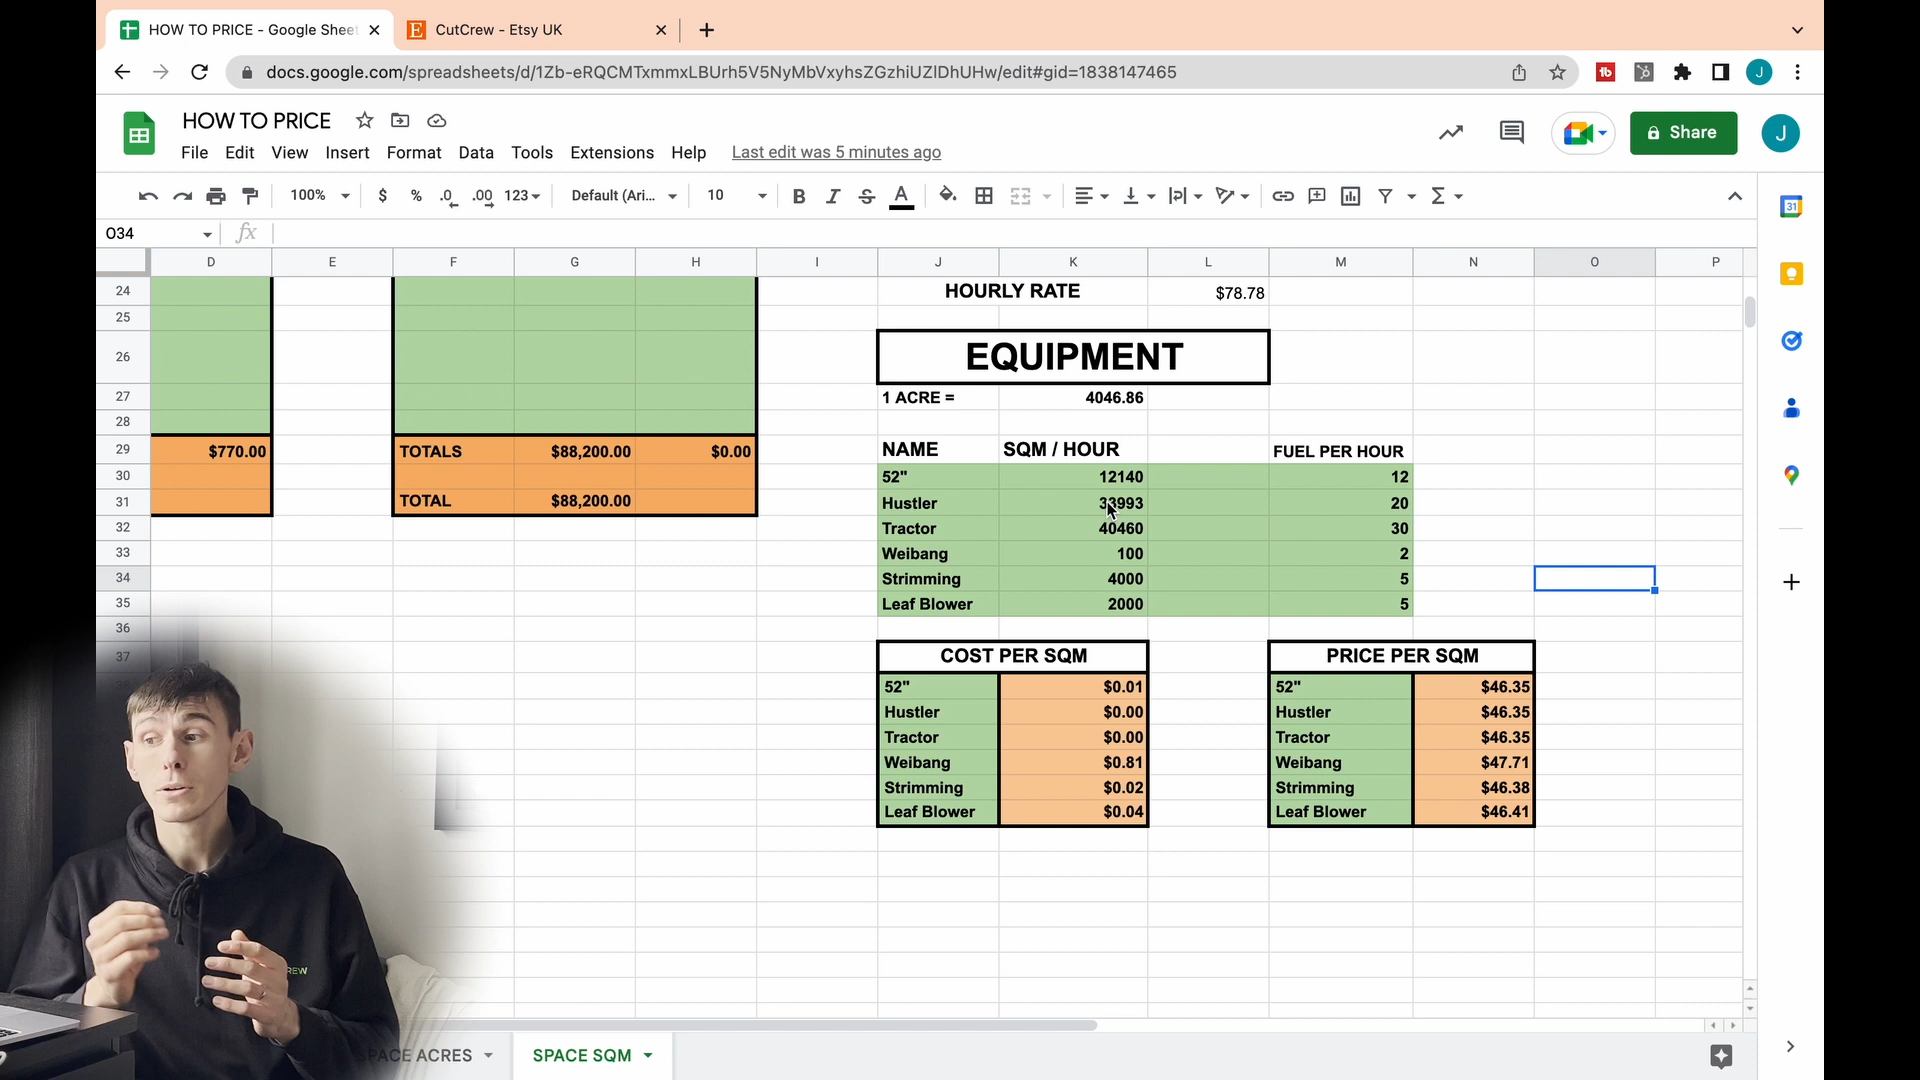 HOW TO PRICE - Google Sheet
CutCrew - Etsy UK
docs.google.com/spreadsheets/d/1Zb-eRQCMTxmmxLBUrh5V5NyMbVxyhsZGzhiUZlDhUHw/edit#gid=1838147465
HOW TO PRICE
Share
J
File Edit View Insert Format Data Tools Extensions Help Last edit was 5 minutes ago
100% $ % .0 .00 123 Default (Ari... 10
O34
D E F G H I J K L M N O P
24 HOURLY RATE $78.78
25
26 EQUIPMENT
27 1 ACRE = 4046.86
28
29 $770.00 TOTALS $88,200.00 $0.00 NAME SQM / HOUR FUEL PER HOUR
30 52" 12140 12
31 TOTAL $88,200.00 Hustler 33993 20
32 Tractor 40460 30
33 Weibang 100 2
34 Strimming 4000 5
35 Leaf Blower 2000 5
36
37 COST PER SQM PRICE PER SQM
52" $0.01 52" $46.35
Hustler $0.00 Hustler $46.35
Tractor $0.00 Tractor $46.35
Weibang $0.81 Weibang $47.71
Strimming $0.02 Strimming $46.38
Leaf Blower $0.04 Leaf Blower $46.41
REW
SPACE ACRES SPACE SQM